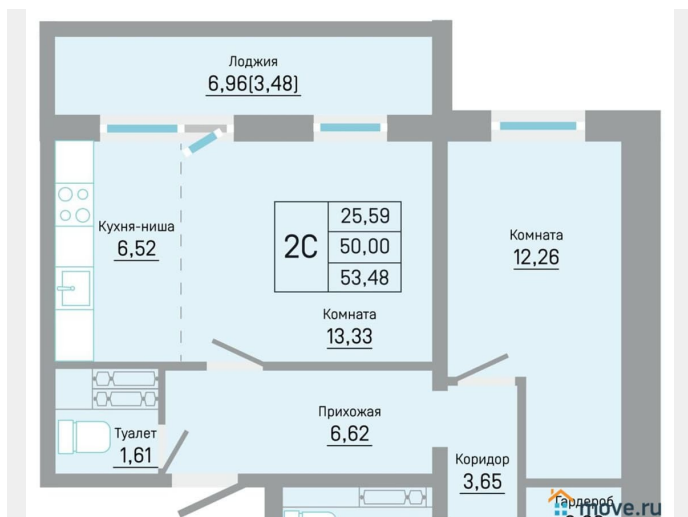 Лоджия
6,96(3,48)
Кухня-ниша
6,52
2С
25,59
50,00
53,48
Комната
12,26
Комната
13,33
Прихожая
6,62
Туалет
1,61
Коридор
3,65
Гардероб
move.ru